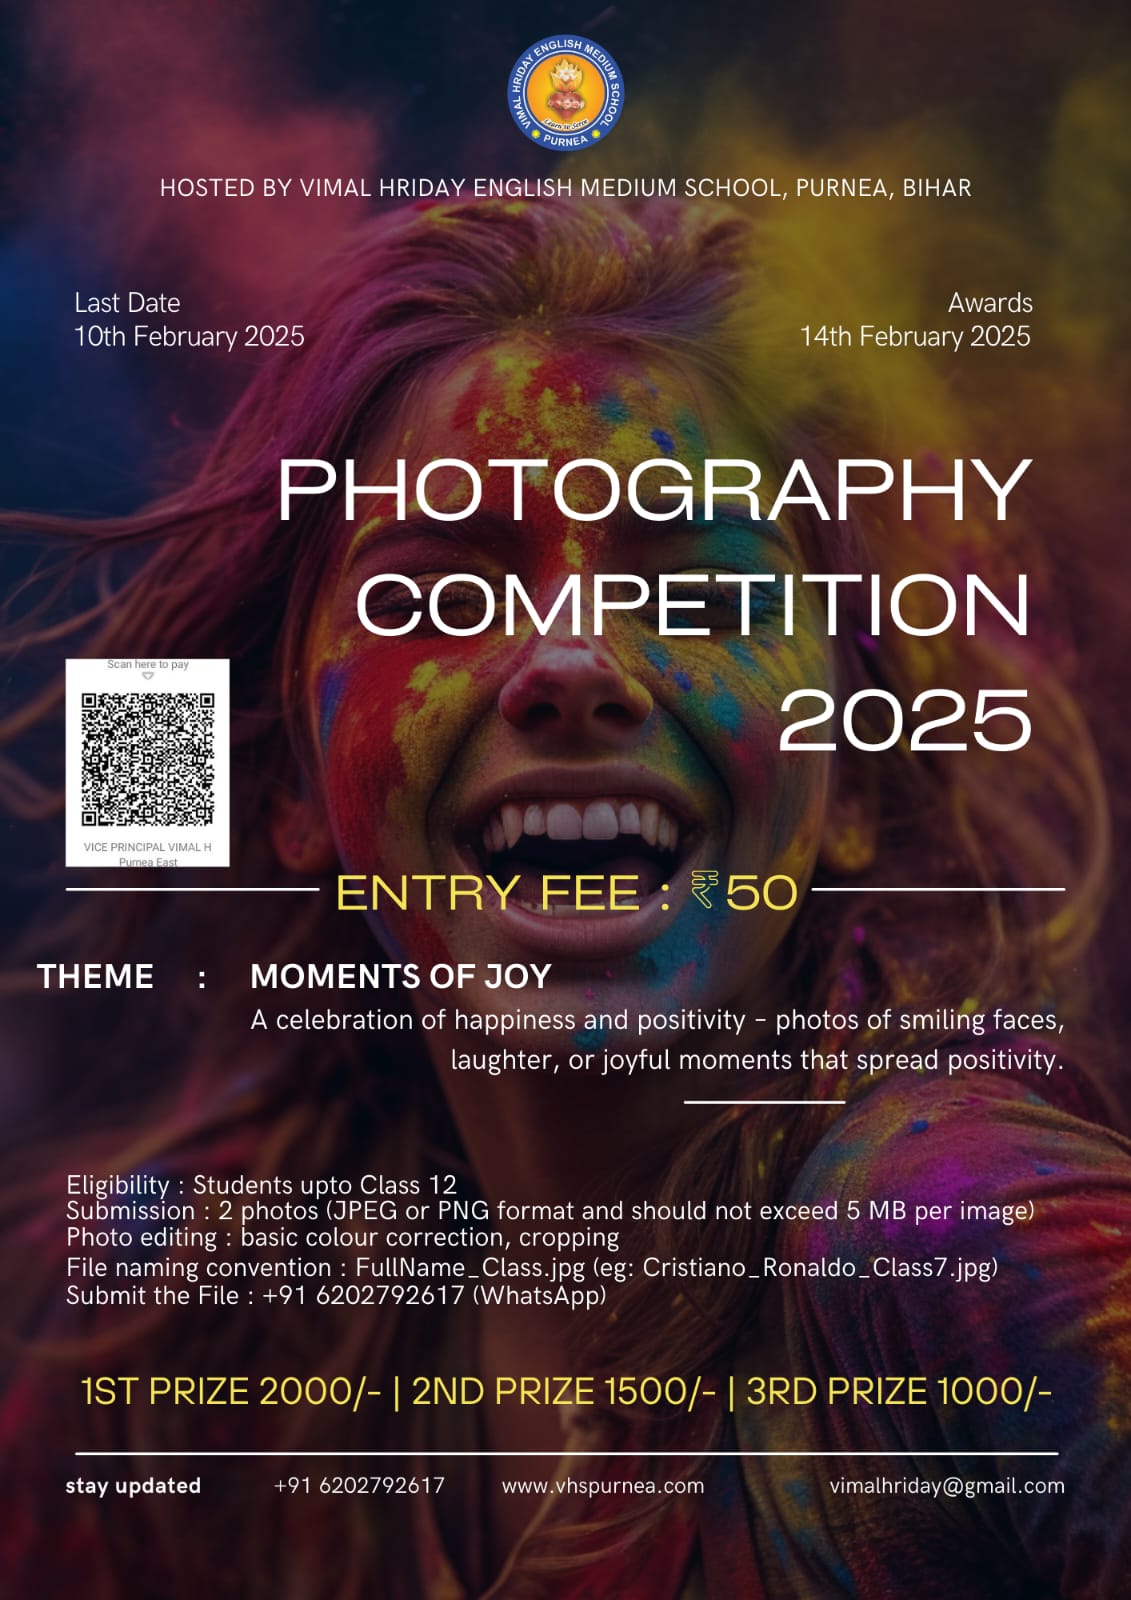 VIMAL HRIDAY ENGLISH MEDIUM SCHOOL
Learn to Serve
PURNEA
HOSTED BY VIMAL HRIDAY ENGLISH MEDIUM SCHOOL, PURNEA, BIHAR
Last Date
10th February 2025
Awards
14th February 2025
PHOTOGRAPHY
COMPETITION
2025
Scan here to pay
VICE PRINCIPAL VIMAL H
Purnea East
ENTRY FEE : ₹50
THEME : MOMENTS OF JOY
A celebration of happiness and positivity – photos of smiling faces,
laughter, or joyful moments that spread positivity.
Eligibility : Students upto Class 12
Submission : 2 photos (JPEG or PNG format and should not exceed 5 MB per image)
Photo editing : basic colour correction, cropping
File naming convention : FullName_Class.jpg (eg: Cristiano_Ronaldo_Class7.jpg)
Submit the File : +91 6202792617 (WhatsApp)
1ST PRIZE 2000/- | 2ND PRIZE 1500/- | 3RD PRIZE 1000/-
stay updated +91 6202792617 www.vhspurnea.com vimalhriday@gmail.com